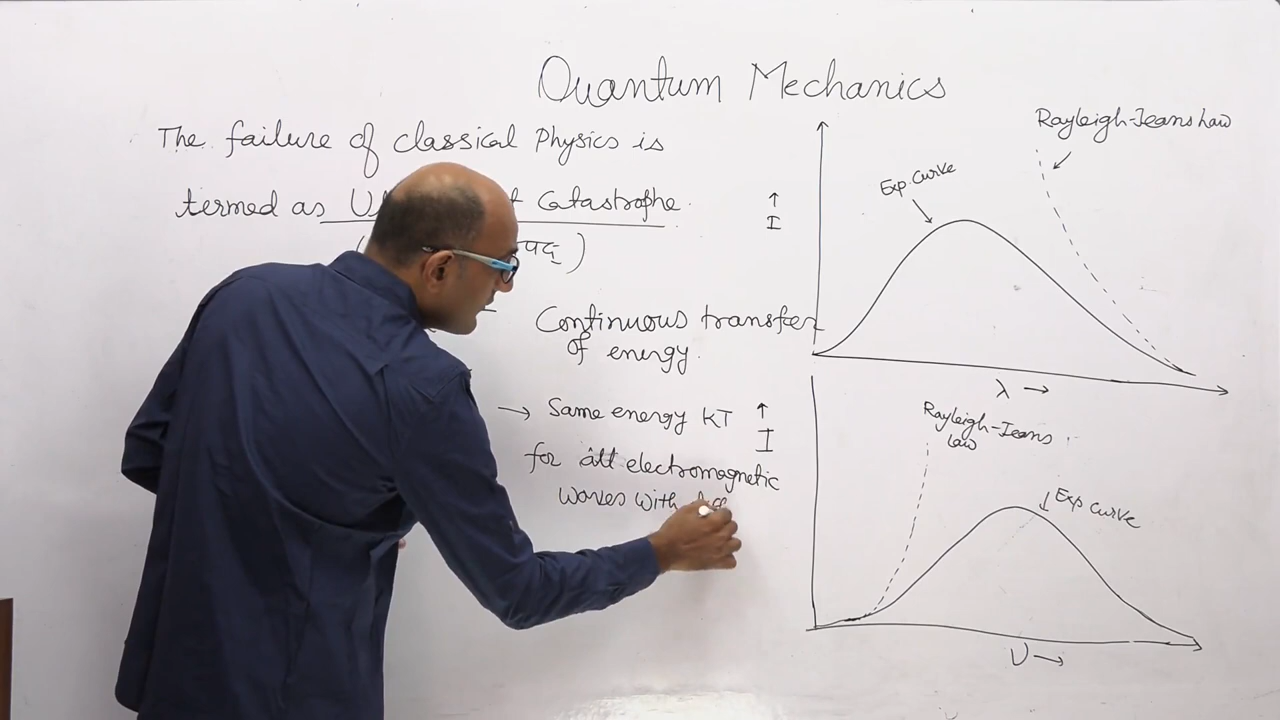 Quantum Mechanics
The failure of classical Physics is
termed as Catastrophe.
Continuous transfer
of energy.
→ Same energy KT
for all electromagnetic
waves with
↑
I
Exp. Curve
Rayleigh-Jeans Law
λ →
↑
I
Rayleigh-Jeans
Law
Exp Curve
ν →